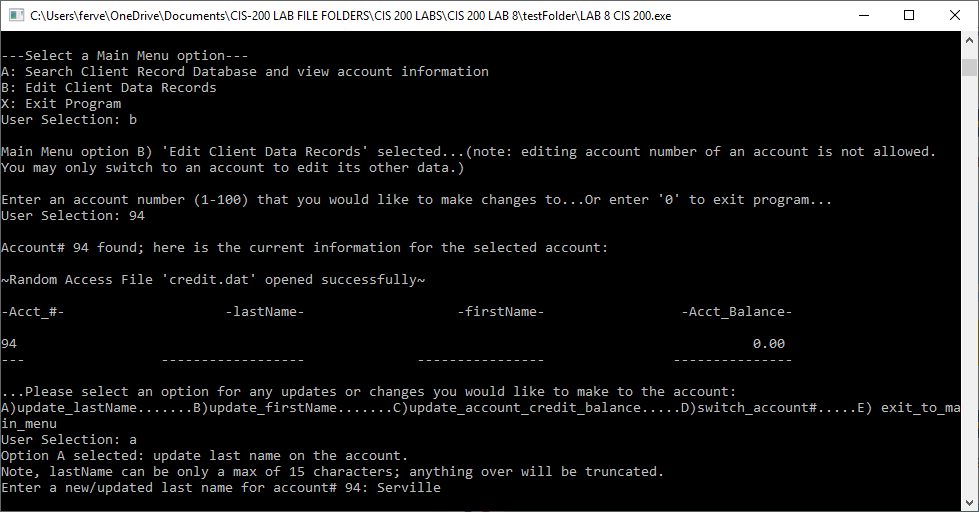 C:\Users\ferve\OneDrive\Documents\CIS-200 LAB FILE FOLDERS\CIS 200 LABS\CIS 200 LAB 8\testFolder\LAB 8 CIS 200.exe
---Select a Main Menu option---
A: Search Client Record Database and view account information
B: Edit Client Data Records
X: Exit Program
User Selection: b
Main Menu option B) 'Edit Client Data Records' selected...(note: editing account number of an account is not allowed.
You may only switch to an account to edit its other data.)
Enter an account number (1-100) that you would like to make changes to...Or enter '0' to exit program...
User Selection: 94
Account# 94 found; here is the current information for the selected account:
~Random Access File 'credit.dat' opened successfully~
-Acct_#- -lastName- -firstName- -Acct_Balance-
94 0.00
--- ------------------ ---------------- ---------------
...Please select an option for any updates or changes you would like to make to the account:
A)update_lastName.......B)update_firstName.......C)update_account_credit_balance.....D)switch_account#.....E) exit_to_ma
in_menu
User Selection: a
Option A selected: update last name on the account.
Note, lastName can be only a max of 15 characters; anything over will be truncated.
Enter a new/updated last name for account# 94: Serville